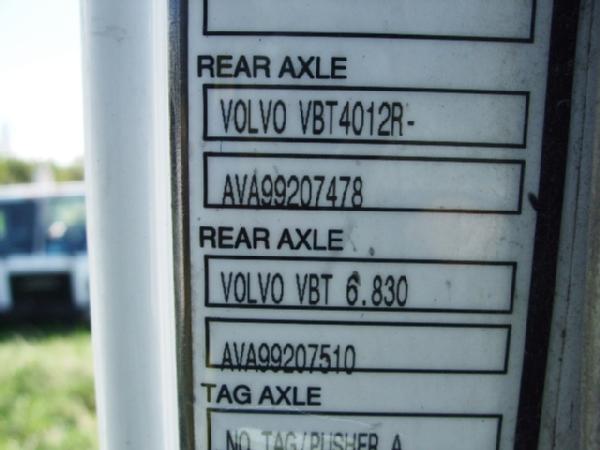 REAR AXLE
VOLVO VBT4012R-
AVA99207478
REAR AXLE
VOLVO VBT 6.830
AVA99207510
TAG AXLE
NO TAG/PUSHER A